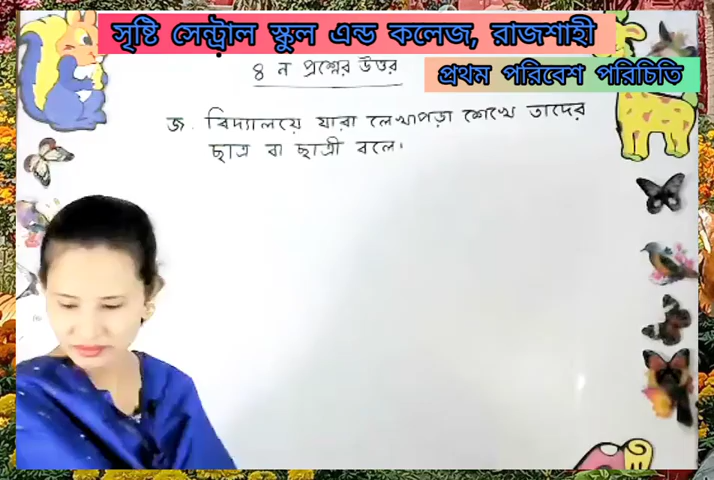 সৃষ্টি সেন্ট্রাল স্কুল এন্ড কলেজ, রাজশাহী
প্রথম পরিবেশ পরিচিতি
৪ ন প্রশ্নের উত্তর
জ. বিদ্যালয়ে যারা লেখাপড়া শেখে তাদের
ছাত্র বা ছাত্রী বলে।